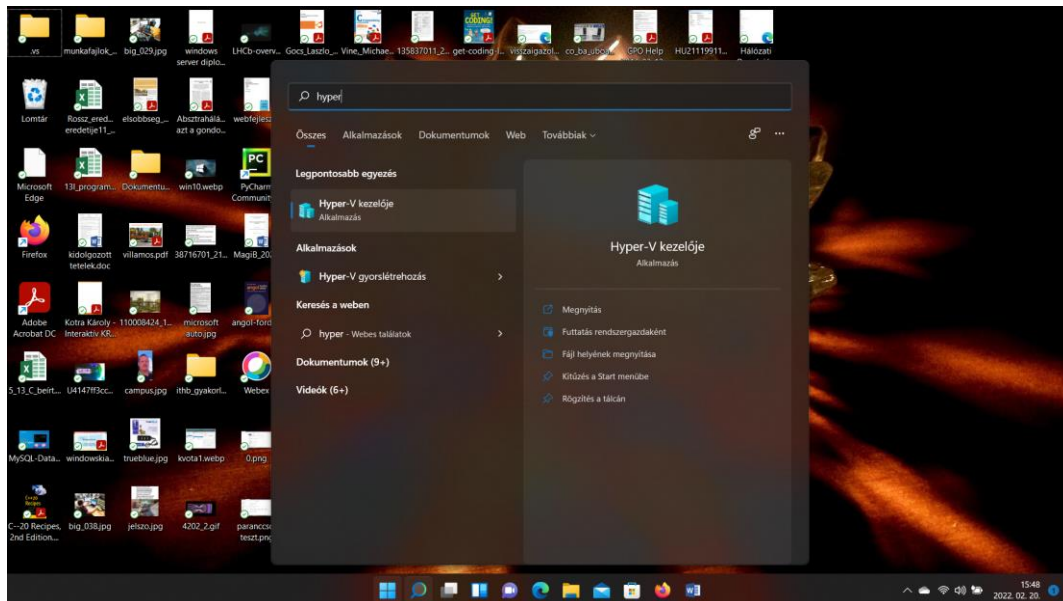 .vs
munkafajlok_...
big_029.jpg
windows
server diplo...
LHCb-overv...
Gocs_Laszlo_...
Vine_Michae...
135837011_2...
get-coding-l...
visszaigazol...
co_ba_uboa...
GPO Help
HU21119911...
Hálózati
hyper
Lomtár
Rossz_ered...
eredetije11_...
elsobbseg_...
Absztrahálá...
azt a gondo...
webfejles
Összes
Alkalmazások
Dokumentumok
Web
Továbbiak
Legpontosabb egyezés
Hyper-V kezelője
Alkalmazás
Microsoft
Edge
13I_program...
Dokumentu...
win10.webp
PC
PyCharm
Communit
Alkalmazások
Hyper-V gyorslétrehozás
Hyper-V kezelője
Alkalmazás
Firefox
kidolgozott
tetelek.doc
villamos.pdf
38716701_21...
MagiB_20
Keresés a weben
hyper - Webes találatok
Megnyitás
Futtatás rendszergazdaként
Fájl helyének megnyitása
Kitűzés a Start menübe
Rögzítés a tálcán
Adobe
Acrobat DC
Kotra Károly -
Interaktív KR...
110008424_1...
microsoft
auto.jpg
angol-ford
Dokumentumok (9+)
Videók (6+)
5_13_C_beírt...
U4147ff3cc...
campus.jpg
ithb_gyakorl...
Webex
MySQL-Data...
windowskia...
trueblue.jpg
kvota1.webp
0.png
C--20 Recipes,
2nd Edition...
big_038.jpg
jelszo.jpg
4202_2.gif
paranccso
teszt.png
15:48
2022. 02. 20.